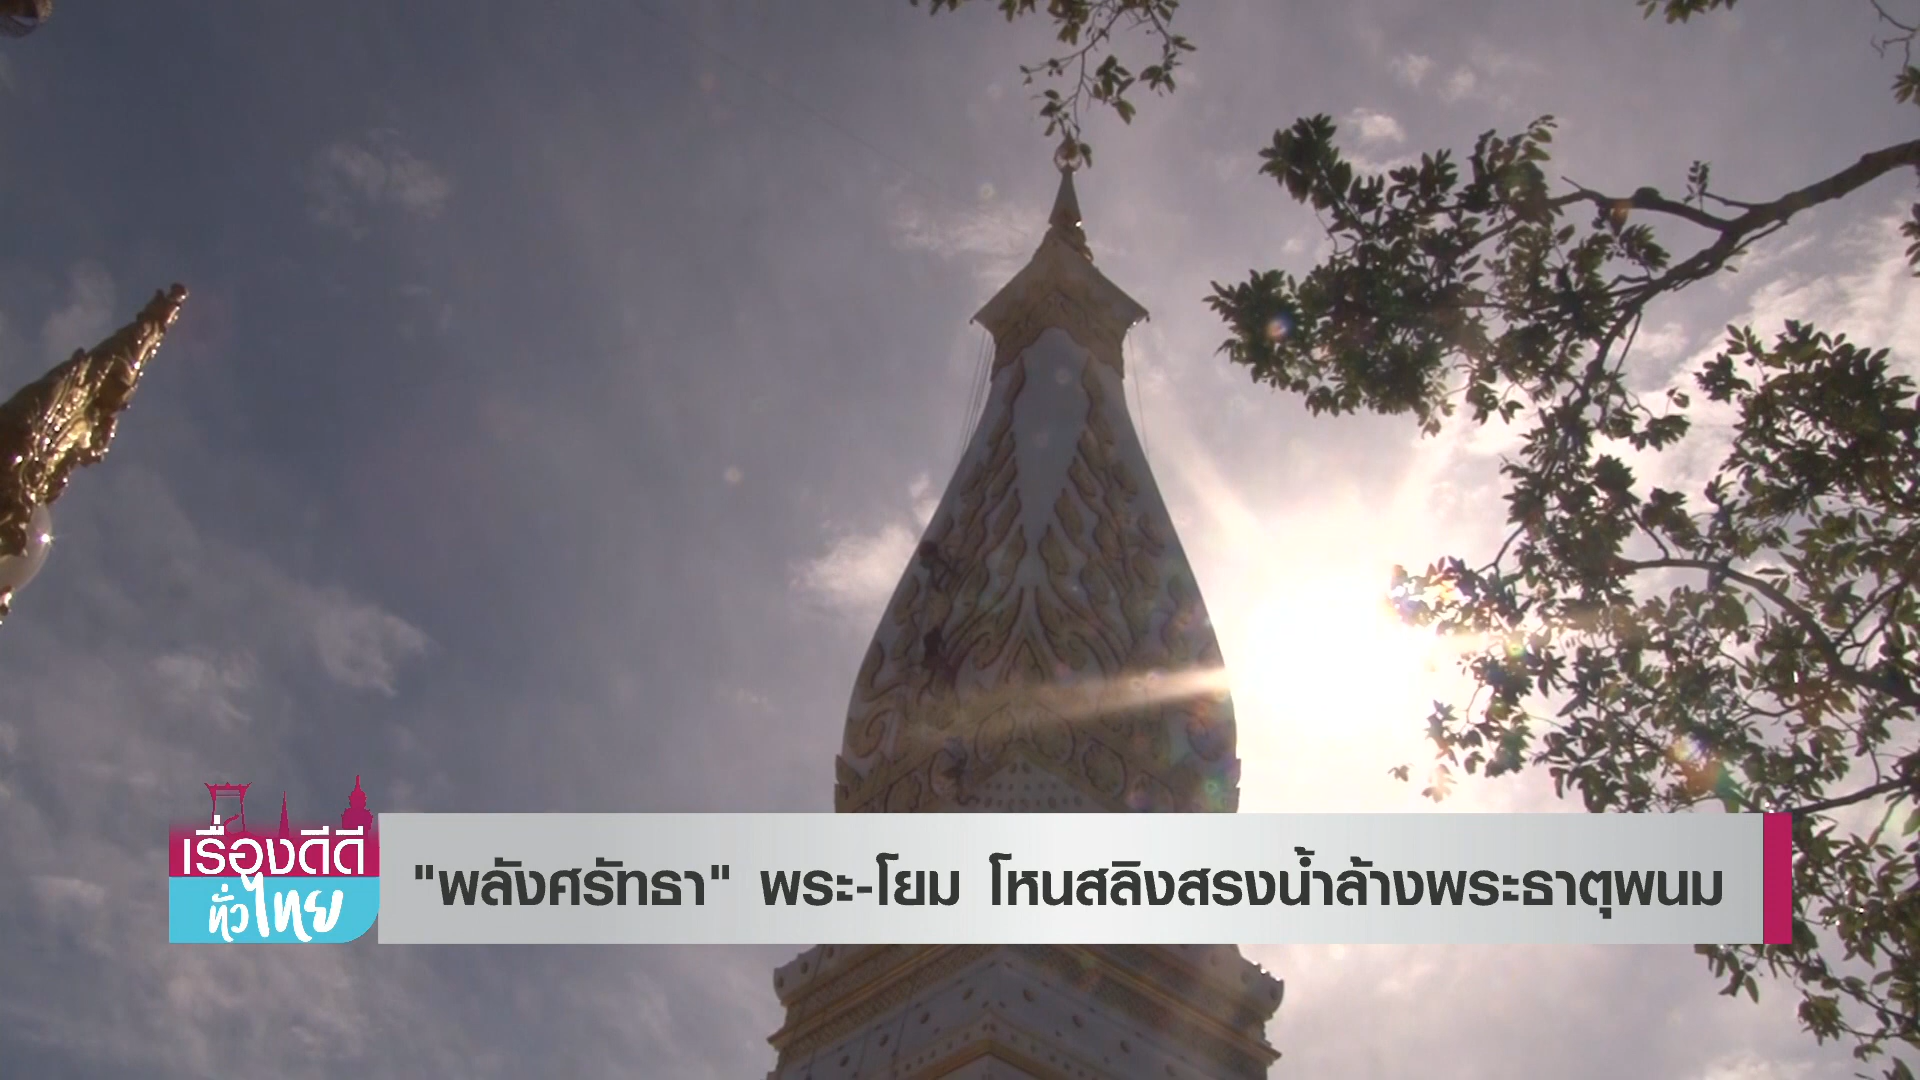 เรื่องดีดี
ทั่วไทย
"พลังศรัทธา" พระ-โยม โหนสลิงสรงน้ำล้างพระธาตุพนม